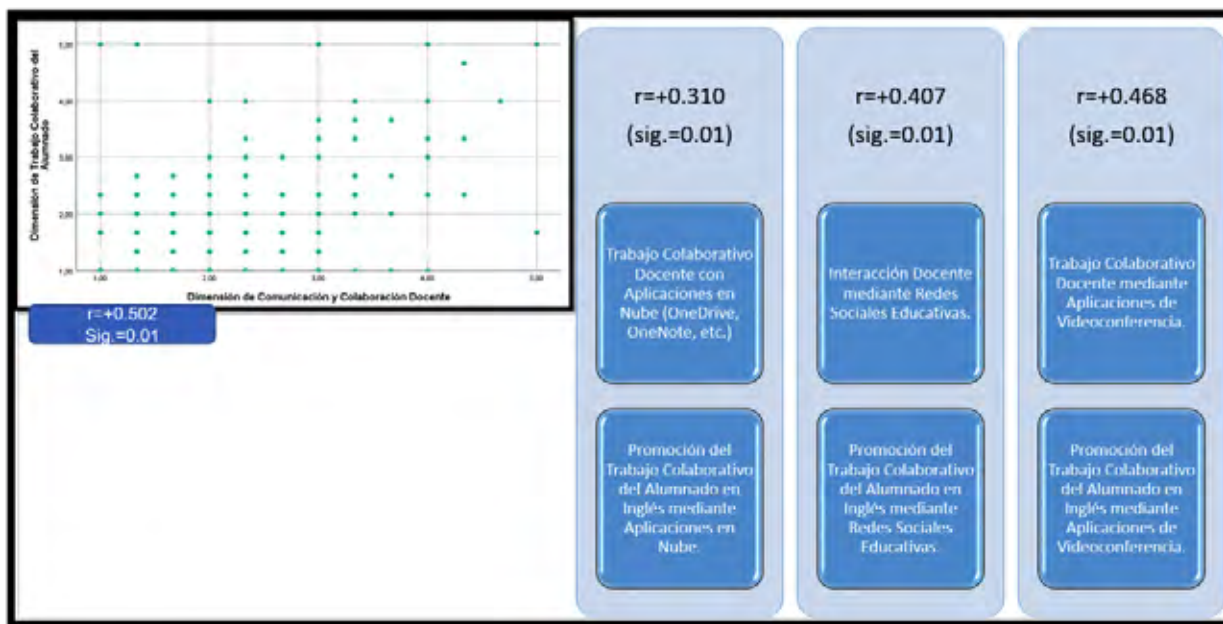 Dimensión de Trabajo Colaborativo del
Alumnado
5,00
4,00
3,00
2,00
1,00
1,00
2,00
3,00
4,00
5,00
Dimensión de Comunicación y Colaboración Docente
r=+0.502
Sig.=0.01
r=+0.310
(sig.=0.01)
Trabajo Colaborativo
Docente con
Aplicaciones en
Nube (OneDrive,
OneNote, etc.)
Promoción del
Trabajo Colaborativo
del Alumnado en
Inglés mediante
Aplicaciones en
Nube.
r=+0.407
(sig.=0.01)
Interacción Docente
mediante Redes
Sociales Educativas.
Promoción del
Trabajo Colaborativo
del Alumnado en
Inglés mediante
Redes Sociales
Educativas.
r=+0.468
(sig.=0.01)
Trabajo Colaborativo
Docente mediante
Aplicaciones de
Videoconferencia.
Promoción del
Trabajo Colaborativo
del Alumnado en
Inglés mediante
Aplicaciones de
Videoconferencia.